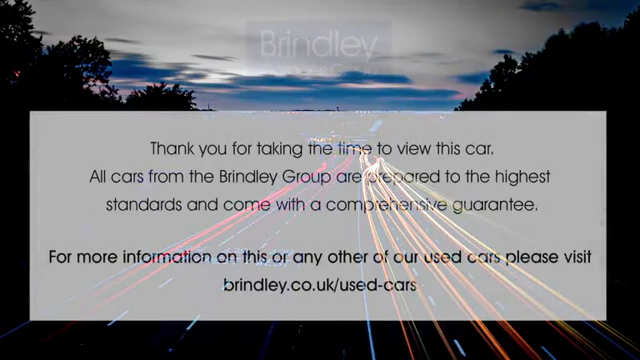 Brindley
Thank you for taking the time to view this car.
All cars from the Brindley Group are prepared to the highest
standards and come with a comprehensive guarantee.
For more information on this or any other of our used cars please visit
brindley.co.uk/used-cars